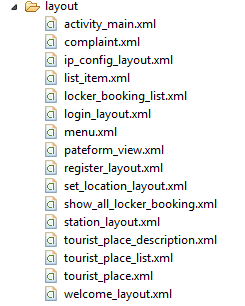 layout
activity_main.xml
complaint.xml
ip_config_layout.xml
list_item.xml
locker_booking_list.xml
login_layout.xml
menu.xml
pateform_view.xml
register_layout.xml
set_location_layout.xml
show_all_locker_booking.xml
station_layout.xml
tourist_place_description.xml
tourist_place_list.xml
tourist_place.xml
welcome_layout.xml